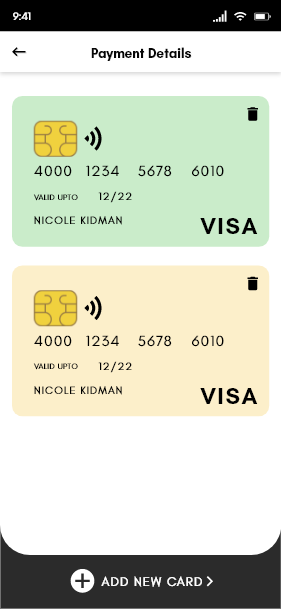 9:41
Payment Details
4000 1234 5678 6010
VALID UPTO 12/22
NICOLE KIDMAN
VISA
4000 1234 5678 6010
VALID UPTO 12/22
NICOLE KIDMAN
VISA
ADD NEW CARD